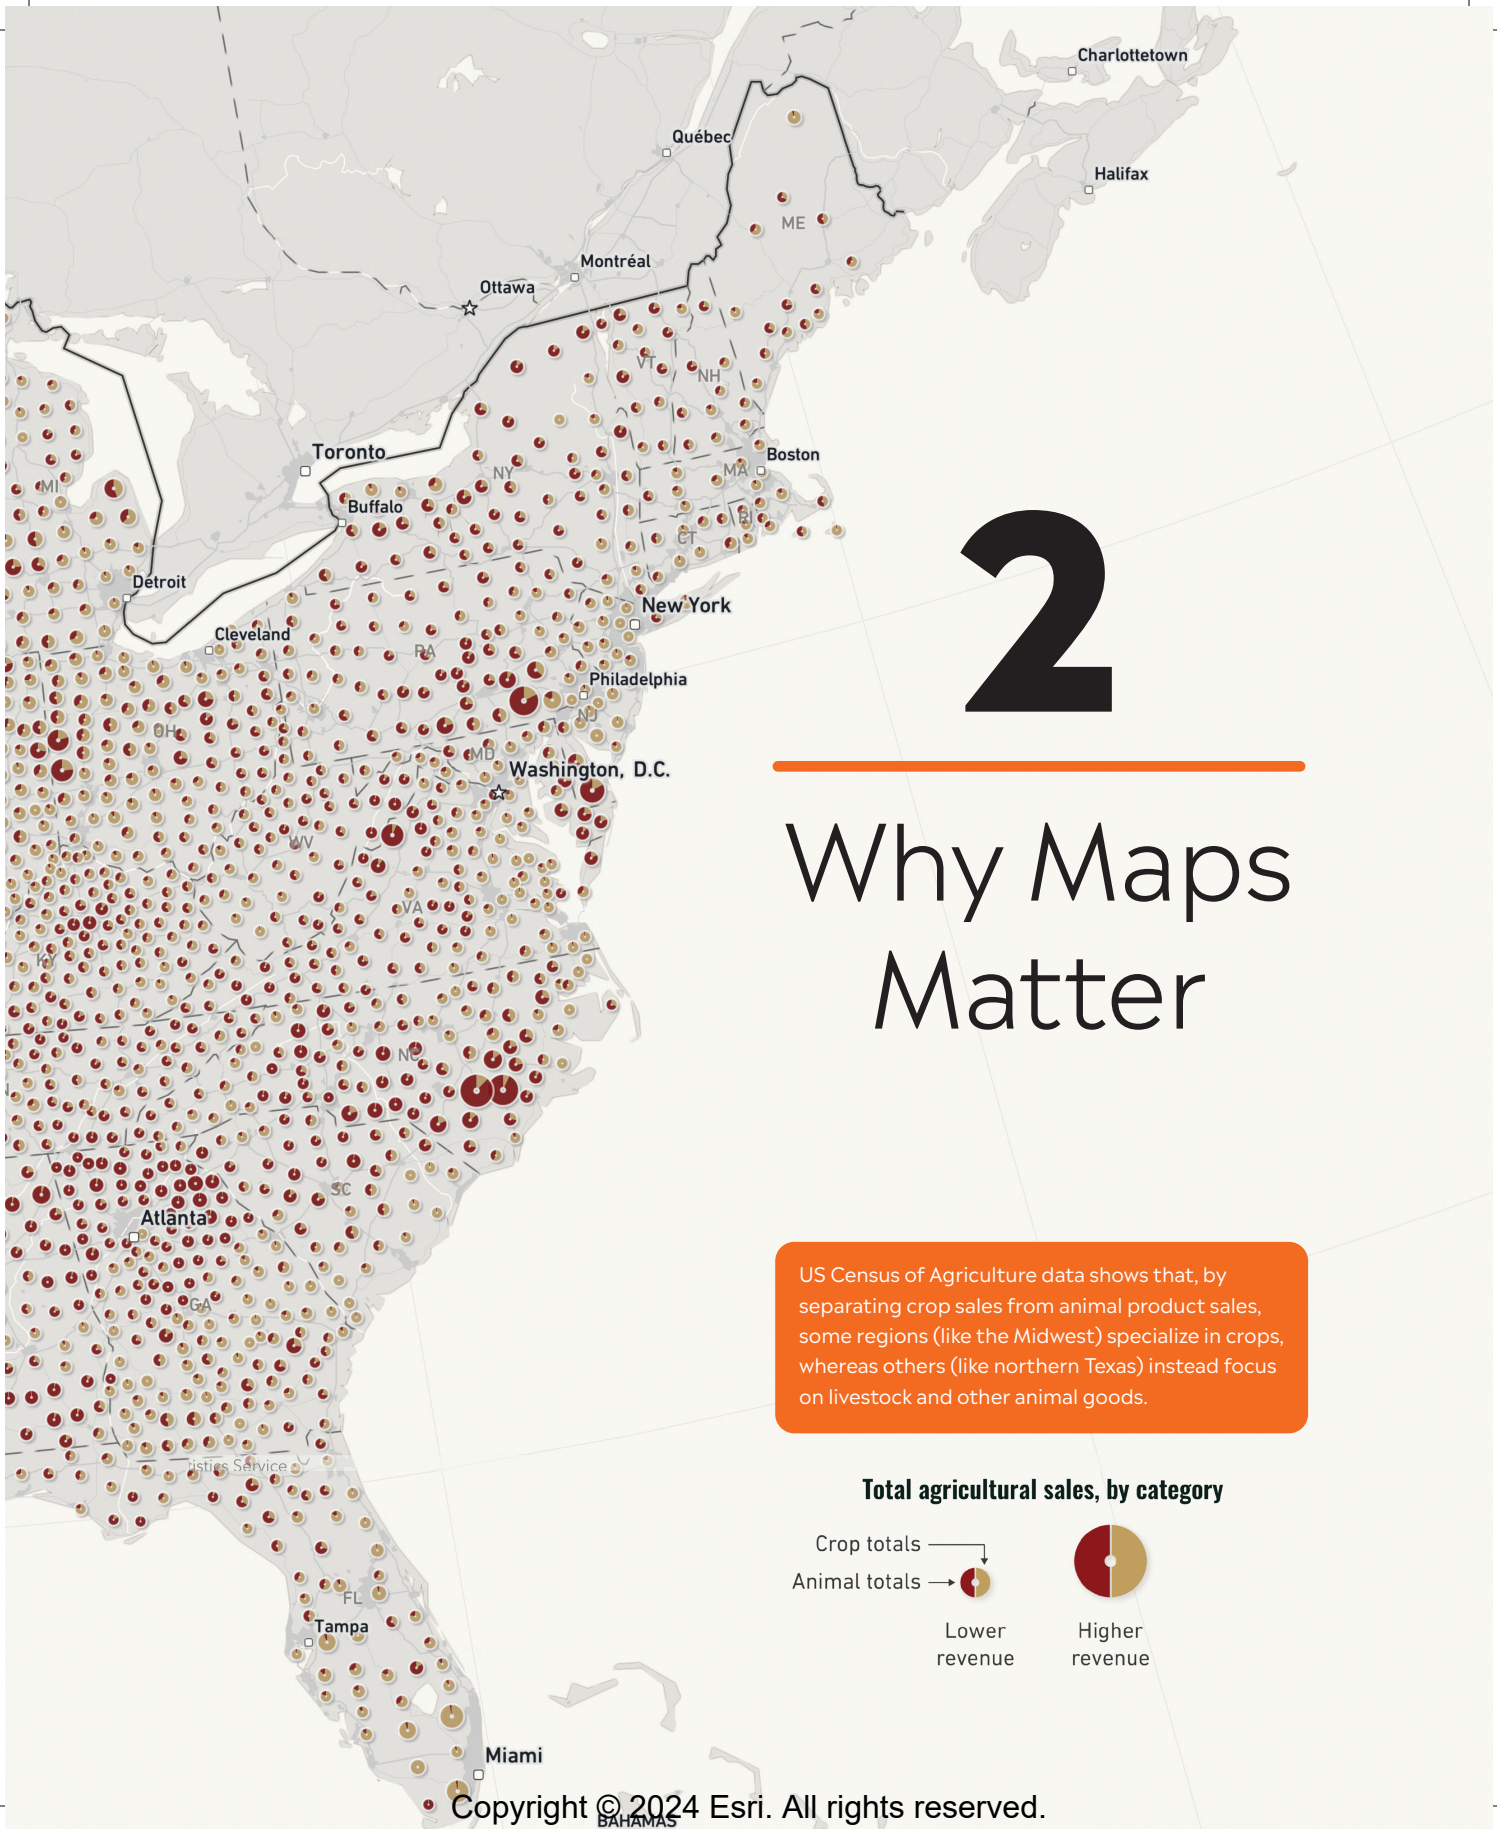 Charlottetown
Québec
Halifax
ME
Montréal
Ottawa
VT
NH
Toronto
Boston
NY
MA
MI
Buffalo
RI
CT
Detroit
New York
Cleveland
PA
Philadelphia
NJ
OH
MD
Washington, D.C.
WV
VA
KY
NC
SC
Atlanta
GA
istics Service
FL
Tampa
Miami
BAHAMAS
2
Why Maps
Matter
US Census of Agriculture data shows that, by
separating crop sales from animal product sales,
some regions (like the Midwest) specialize in crops,
whereas others (like northern Texas) instead focus
on livestock and other animal goods.
Total agricultural sales, by category
Crop totals
Animal totals
Lower
revenue
Higher
revenue
Copyright © 2024 Esri. All rights reserved.